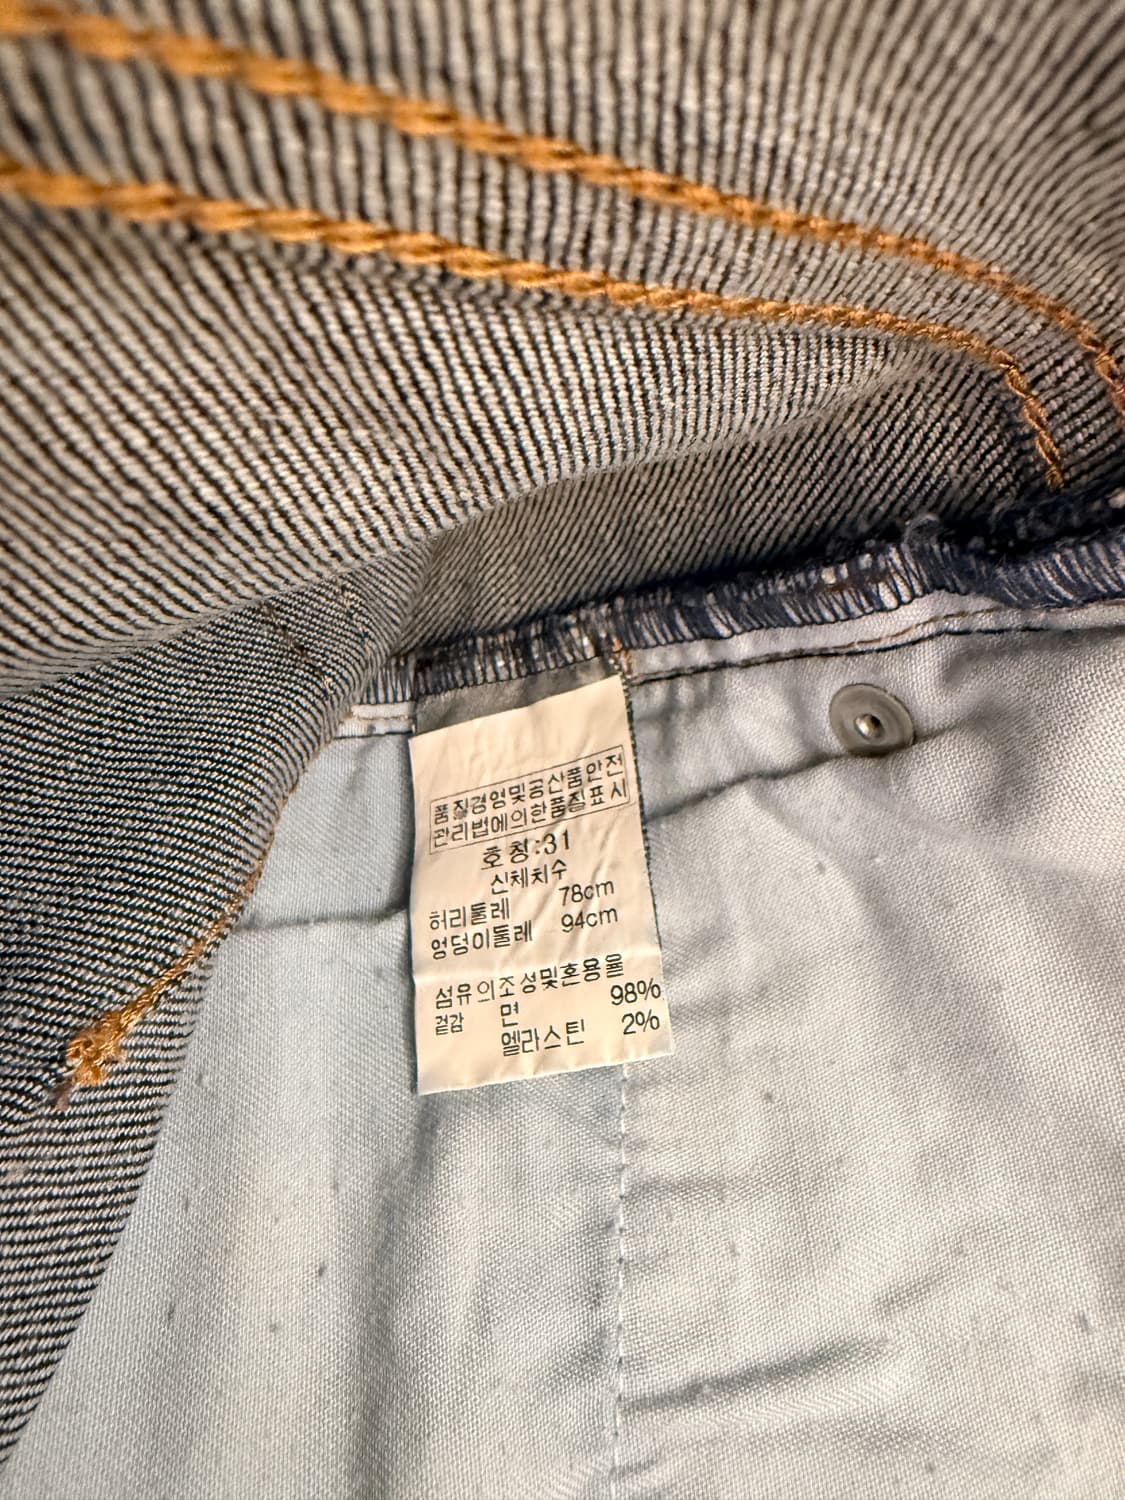 품질경영및공산품안전
관리법에의한품질표시
호칭:31
신체치수
허리둘레 78cm
엉덩이둘레 94cm
섬유의조성및혼용율
겉감 면 98%
엘라스틴 2%